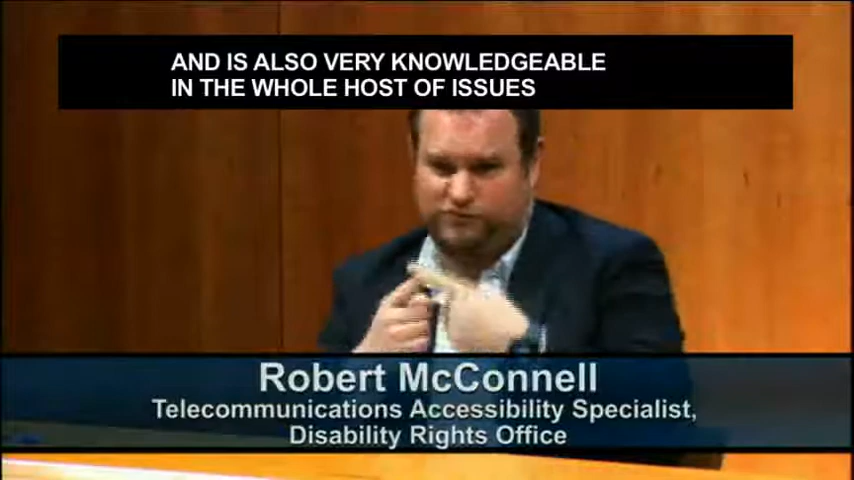 AND IS ALSO VERY KNOWLEDGEABLE
IN THE WHOLE HOST OF ISSUES
Robert McConnell
Telecommunications Accessibility Specialist,
Disability Rights Office